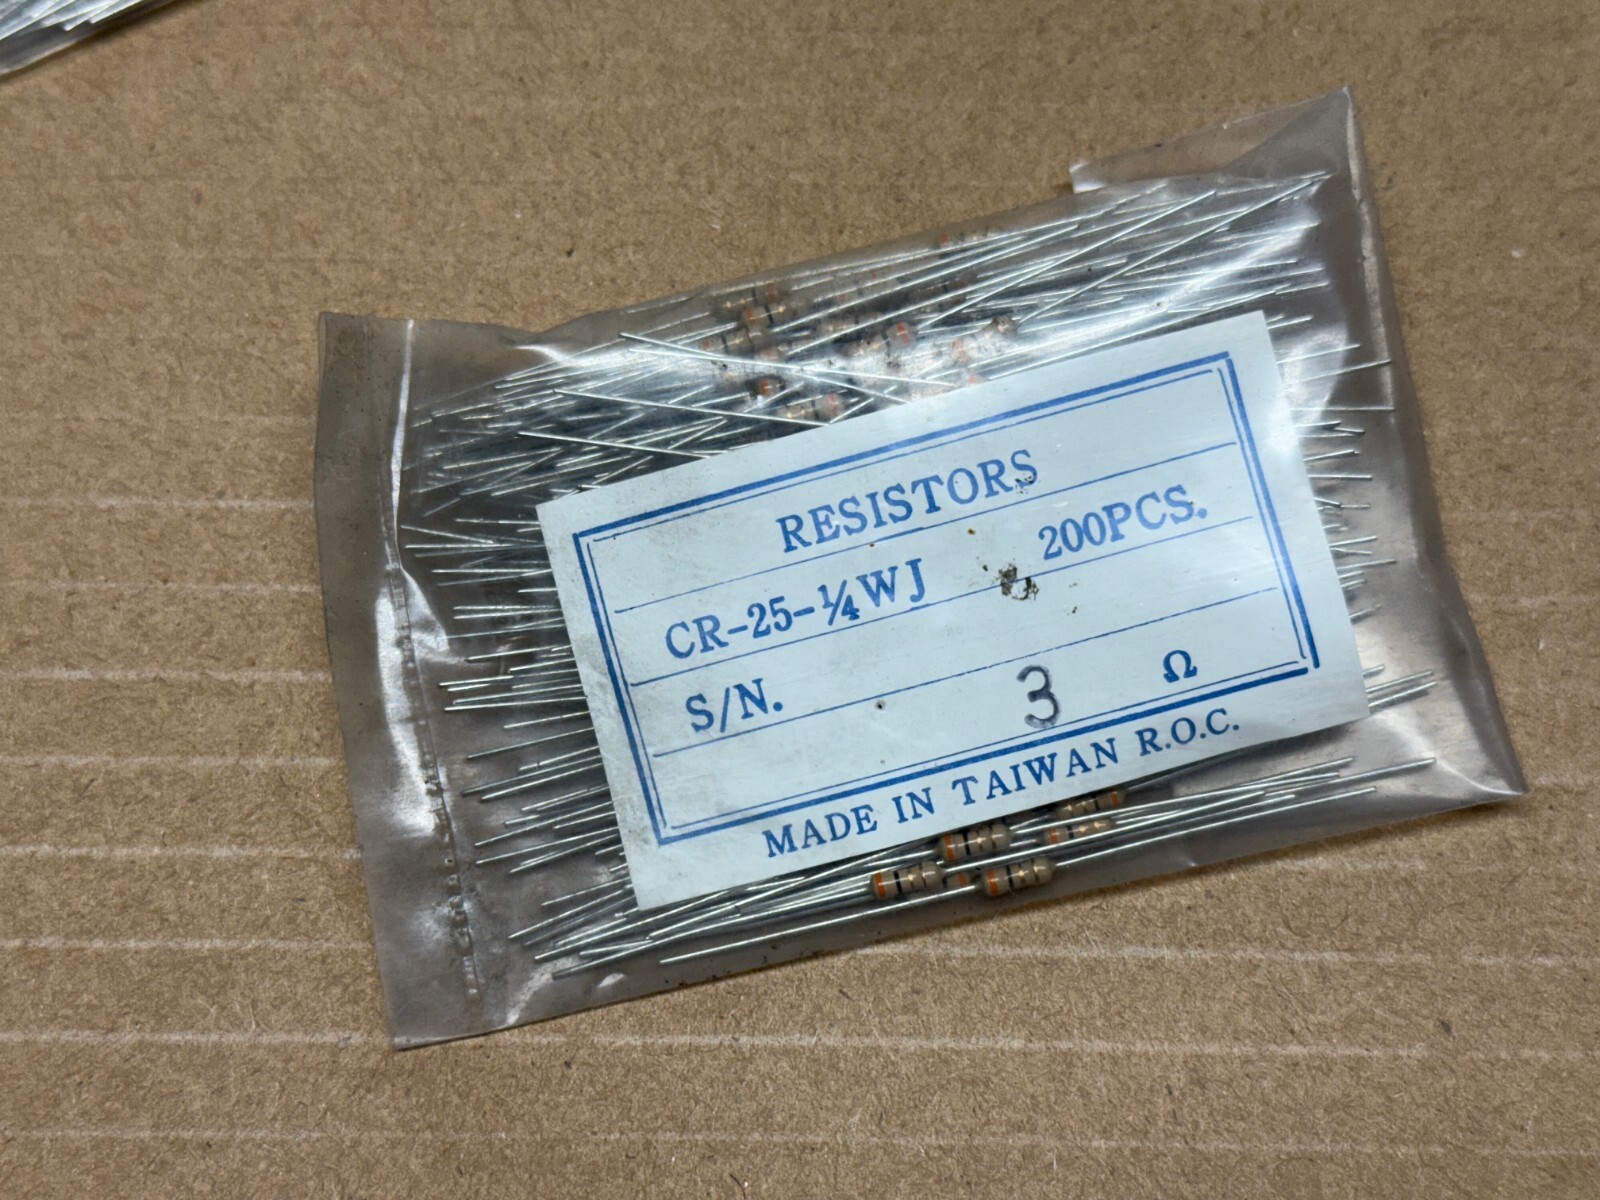 RESISTORS
CR-25-¼WJ 200PCS.
S/N. 3 Ω
MADE IN TAIWAN R.O.C.